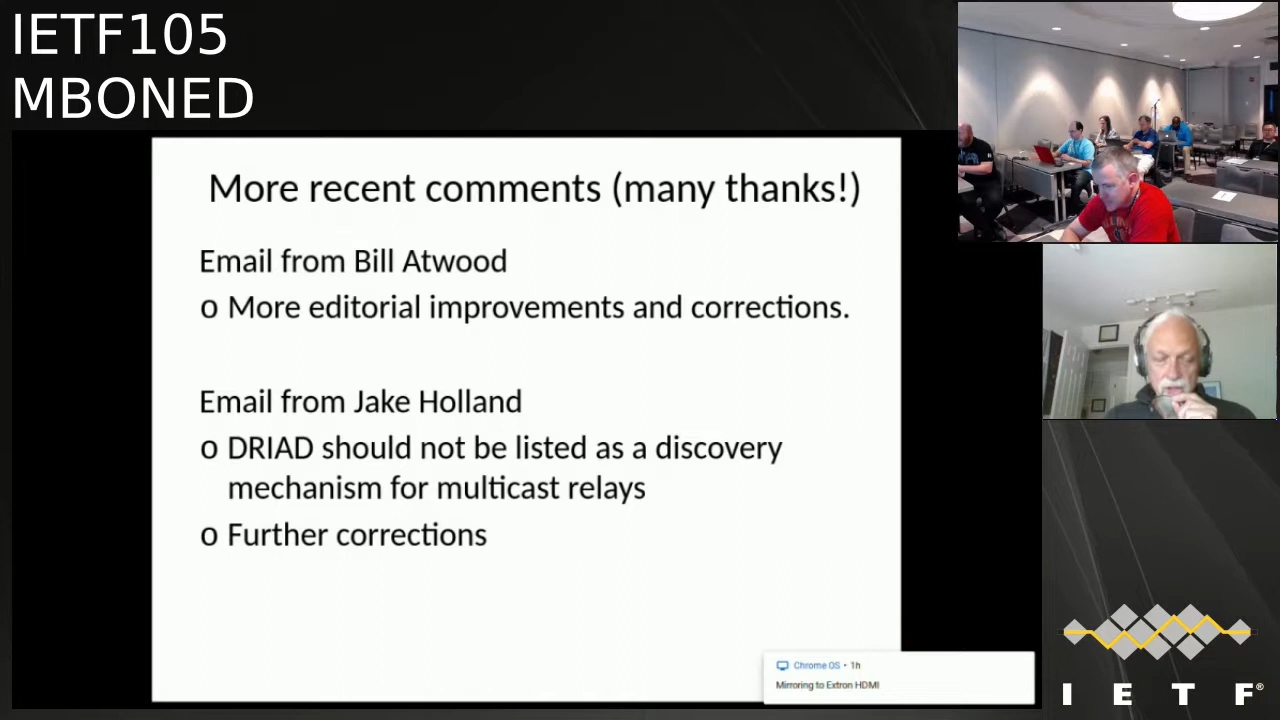 IETF105
MBONED
More recent comments (many thanks!)
Email from Bill Atwood
o More editorial improvements and corrections.
Email from Jake Holland
o DRIAD should not be listed as a discovery
mechanism for multicast relays
o Further corrections
Chrome OS • 1h
Mirroring to Extron HDMI
I E T F®